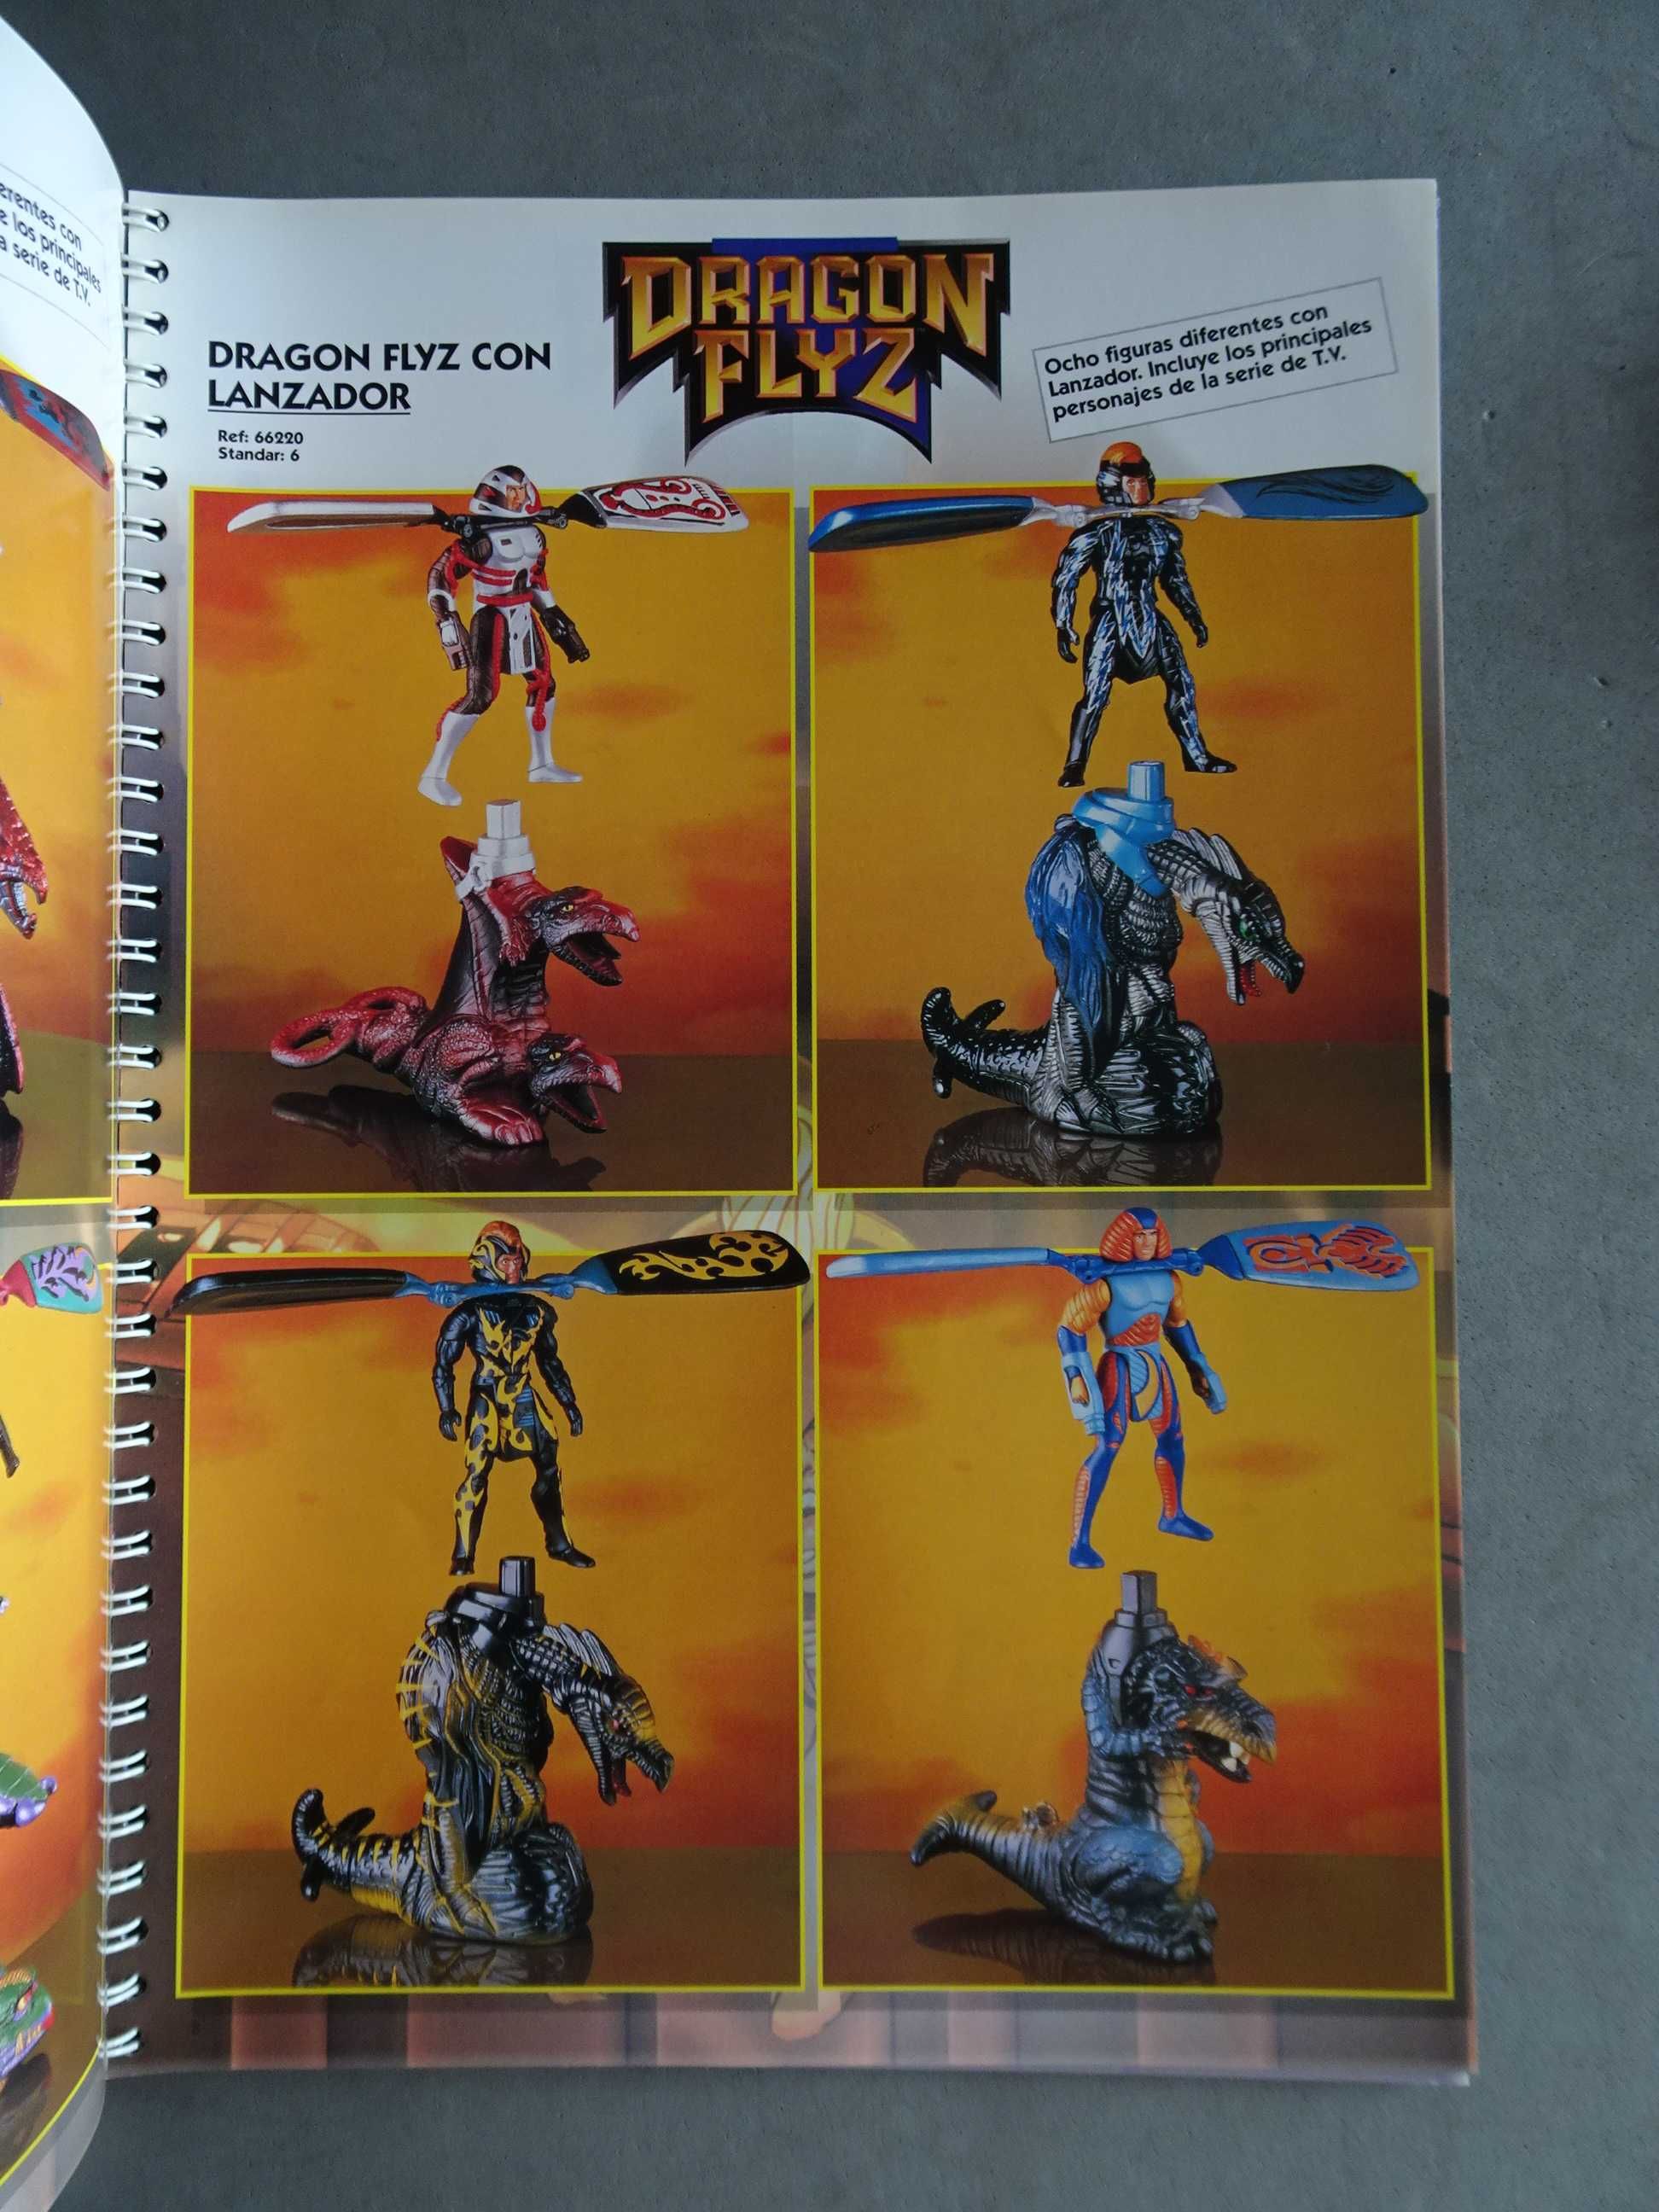 erentes con
e los principales
a serie de T.V.
DRAGON
FLYZ
DRAGON FLYZ CON
LANZADOR
Ref: 66220
Standar: 6
Ocho figuras diferentes con
Lanzador. Incluye los principales
personajes de la serie de T.V.